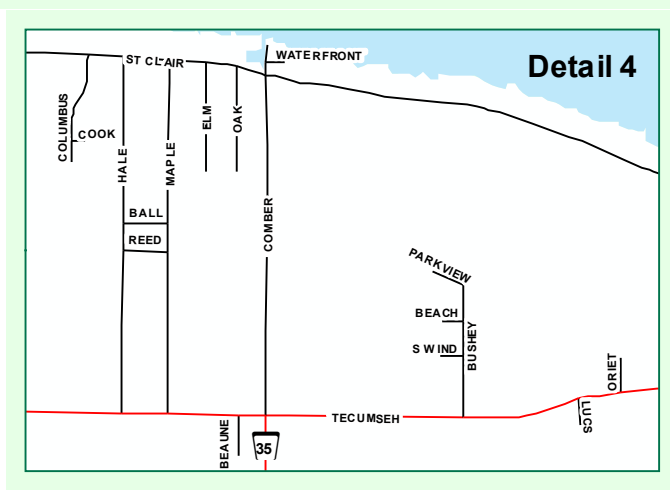 WATERFRONT
ST CLAIR
Detail 4
COLUMBUS
COOK
HALE
MAPLE
ELM
OAK
COMBER
BALL
REED
PARKVIEW
BEACH
S WIND
BUSHEY
ORIET
LUCS
TECUMSEH
BEAUNE
35